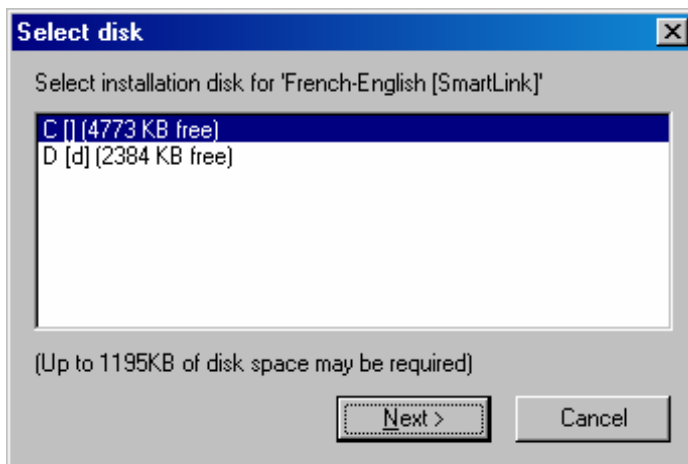 Select disk
Select installation disk for 'French-English [SmartLink]'
C [] (4773 KB free)
D [d] (2384 KB free)
(Up to 1195KB of disk space may be required)
Next >
Cancel